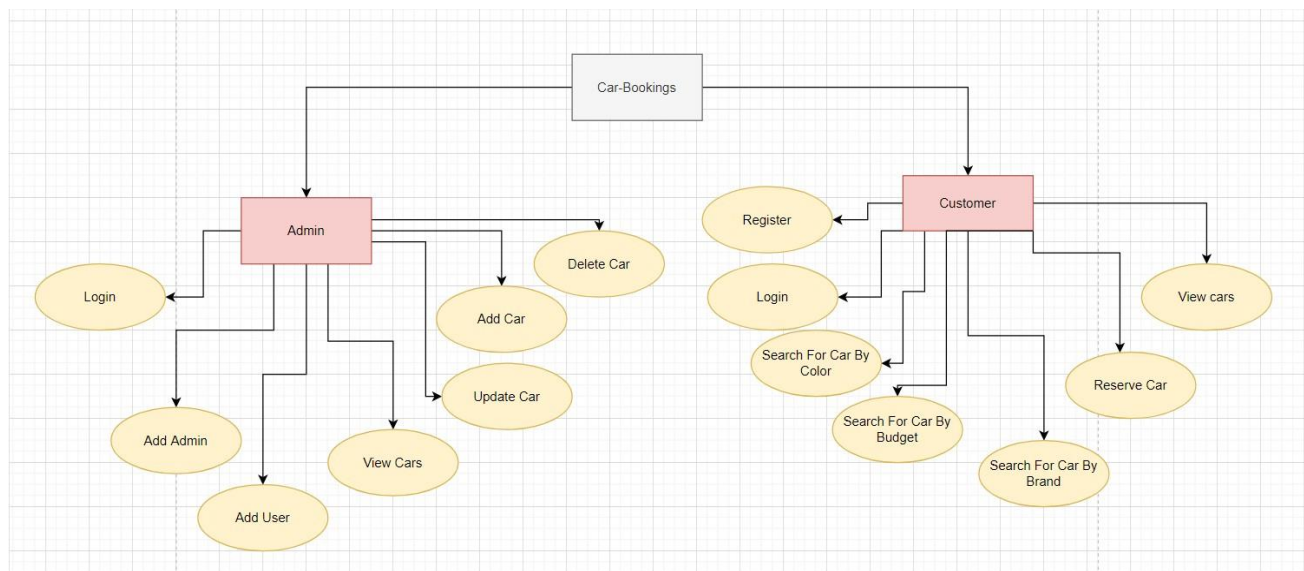 Car-Bookings
Admin
Customer
Login
Add Admin
Add User
View Cars
Update Car
Add Car
Delete Car
Register
Login
Search For Car By
Color
Search For Car By
Budget
Search For Car By
Brand
Reserve Car
View cars